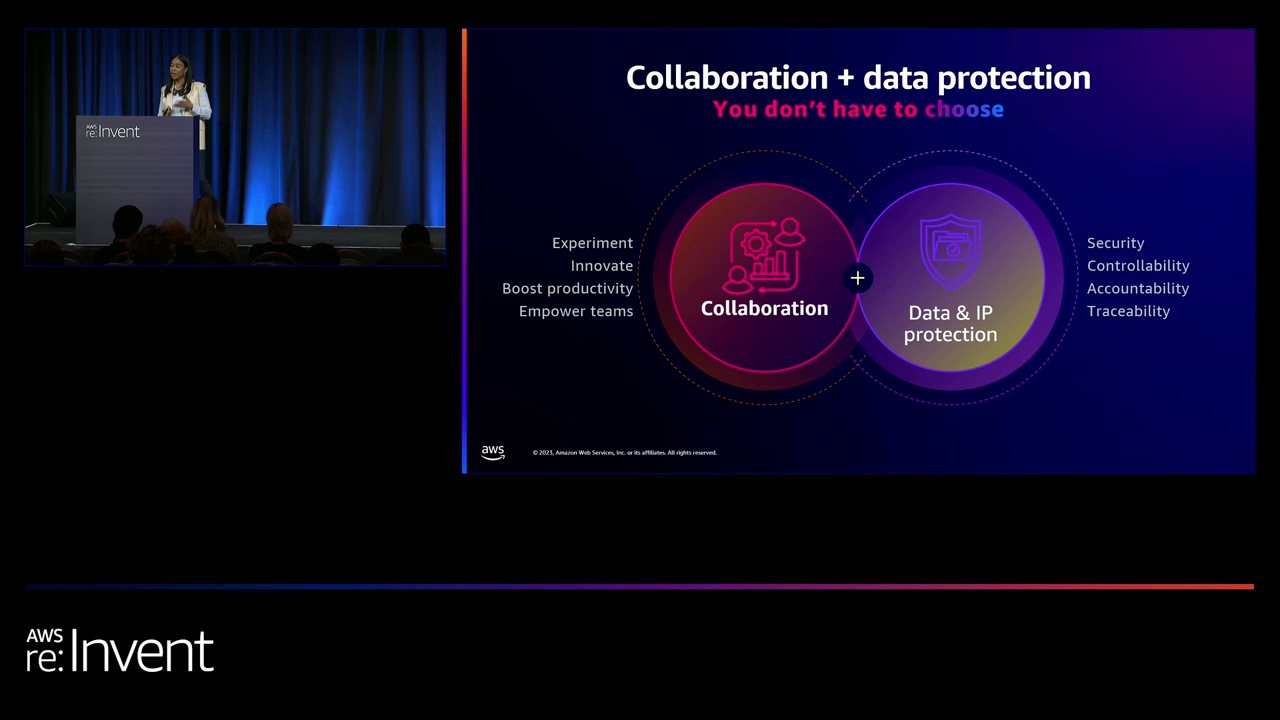 AWS
re:Invent
Collaboration + data protection
You don't have to choose
Experiment
Innovate
Boost productivity
Empower teams
Collaboration
+
Data & IP
protection
Security
Controllability
Accountability
Traceability
aws
© 2023, Amazon Web Services, Inc. or its affiliates. All rights reserved.
AWS
re:Invent